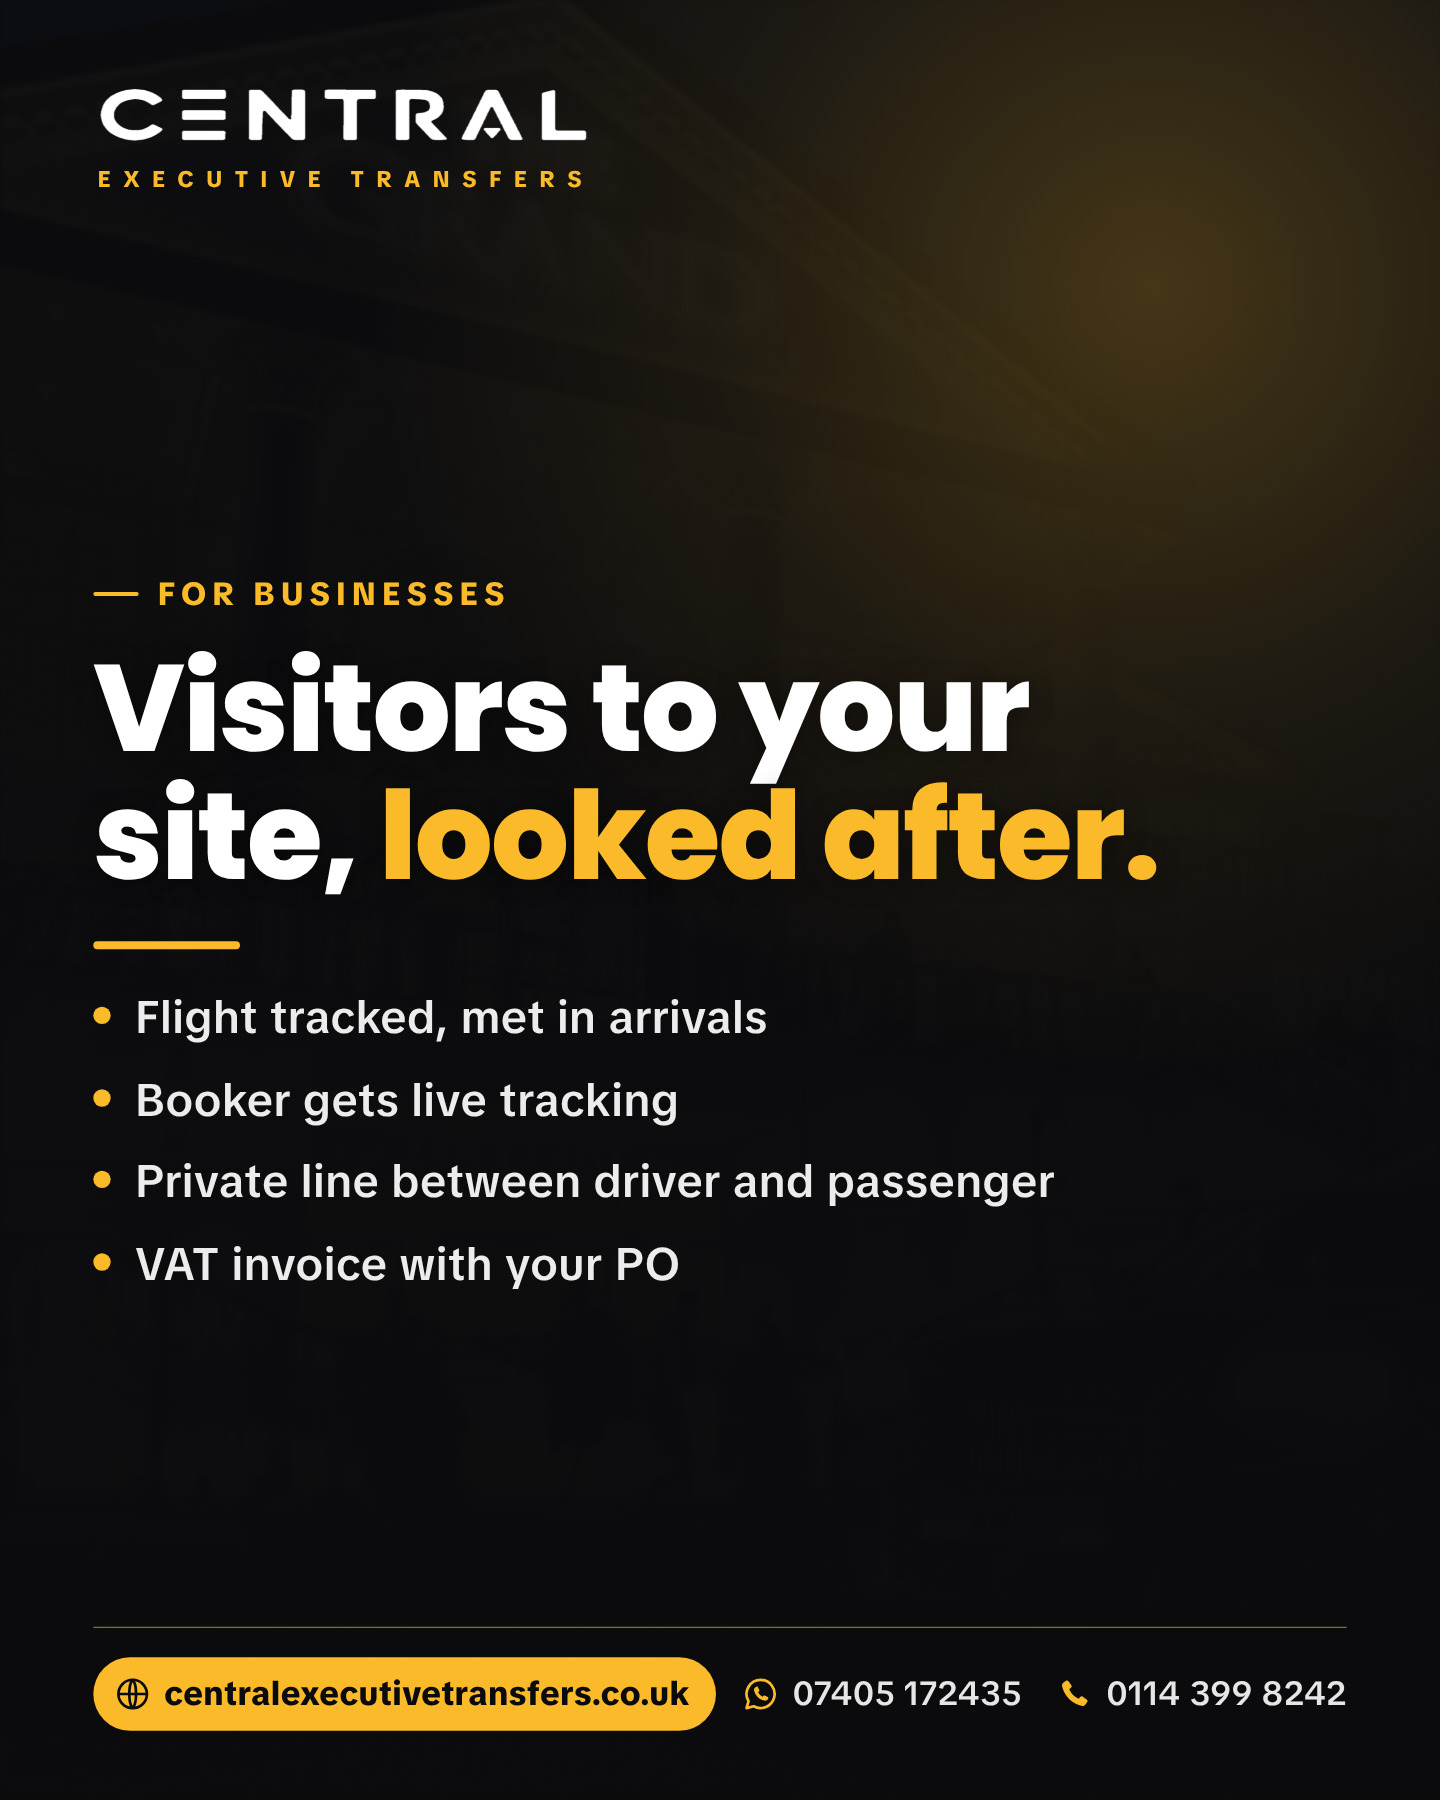 CENTRAL
EXECUTIVE TRANSFERS
GRAND
FOR BUSINESSES
Visitors to your
site, looked after.
Flight tracked, met in arrivals
Booker gets live tracking
Private line between driver and passenger
VAT invoice with your PO
centralexecutivetransfers.co.uk
07405 172435
0114 399 8242